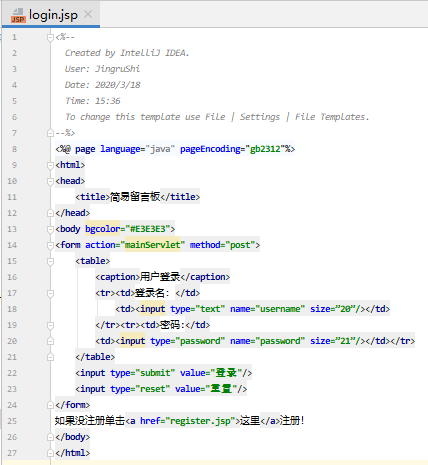 login.jsp
JSP
1 <%--
2 Created by IntelliJ IDEA.
3 User: JingruShi
4 Date: 2020/3/18
5 Time: 15:36
6 To change this template use File | Settings | File Templates.
7 --%>
8 <%@ page language="java" pageEncoding="gb2312"%>
9 <html>
10 <head>
11 <title>简易留言板</title>
12 </head>
13 <body bgcolor="#E3E3E3">
14 <form action="mainServlet" method="post">
15 <table>
16 <caption>用户登录</caption>
17 <tr><td>登录名：</td>
18 <td><input type="text" name="username" size="20"/></td>
19 </tr><tr><td>密码:</td>
20 <td><input type="password" name="password" size="21"/></td></tr>
21 </table>
22 <input type="submit" value="登录"/>
23 <input type="reset" value="重置"/>
24 </form>
25 如果没注册单击<a href="register.jsp">这里</a>注册！
26 </body>
27 </html>